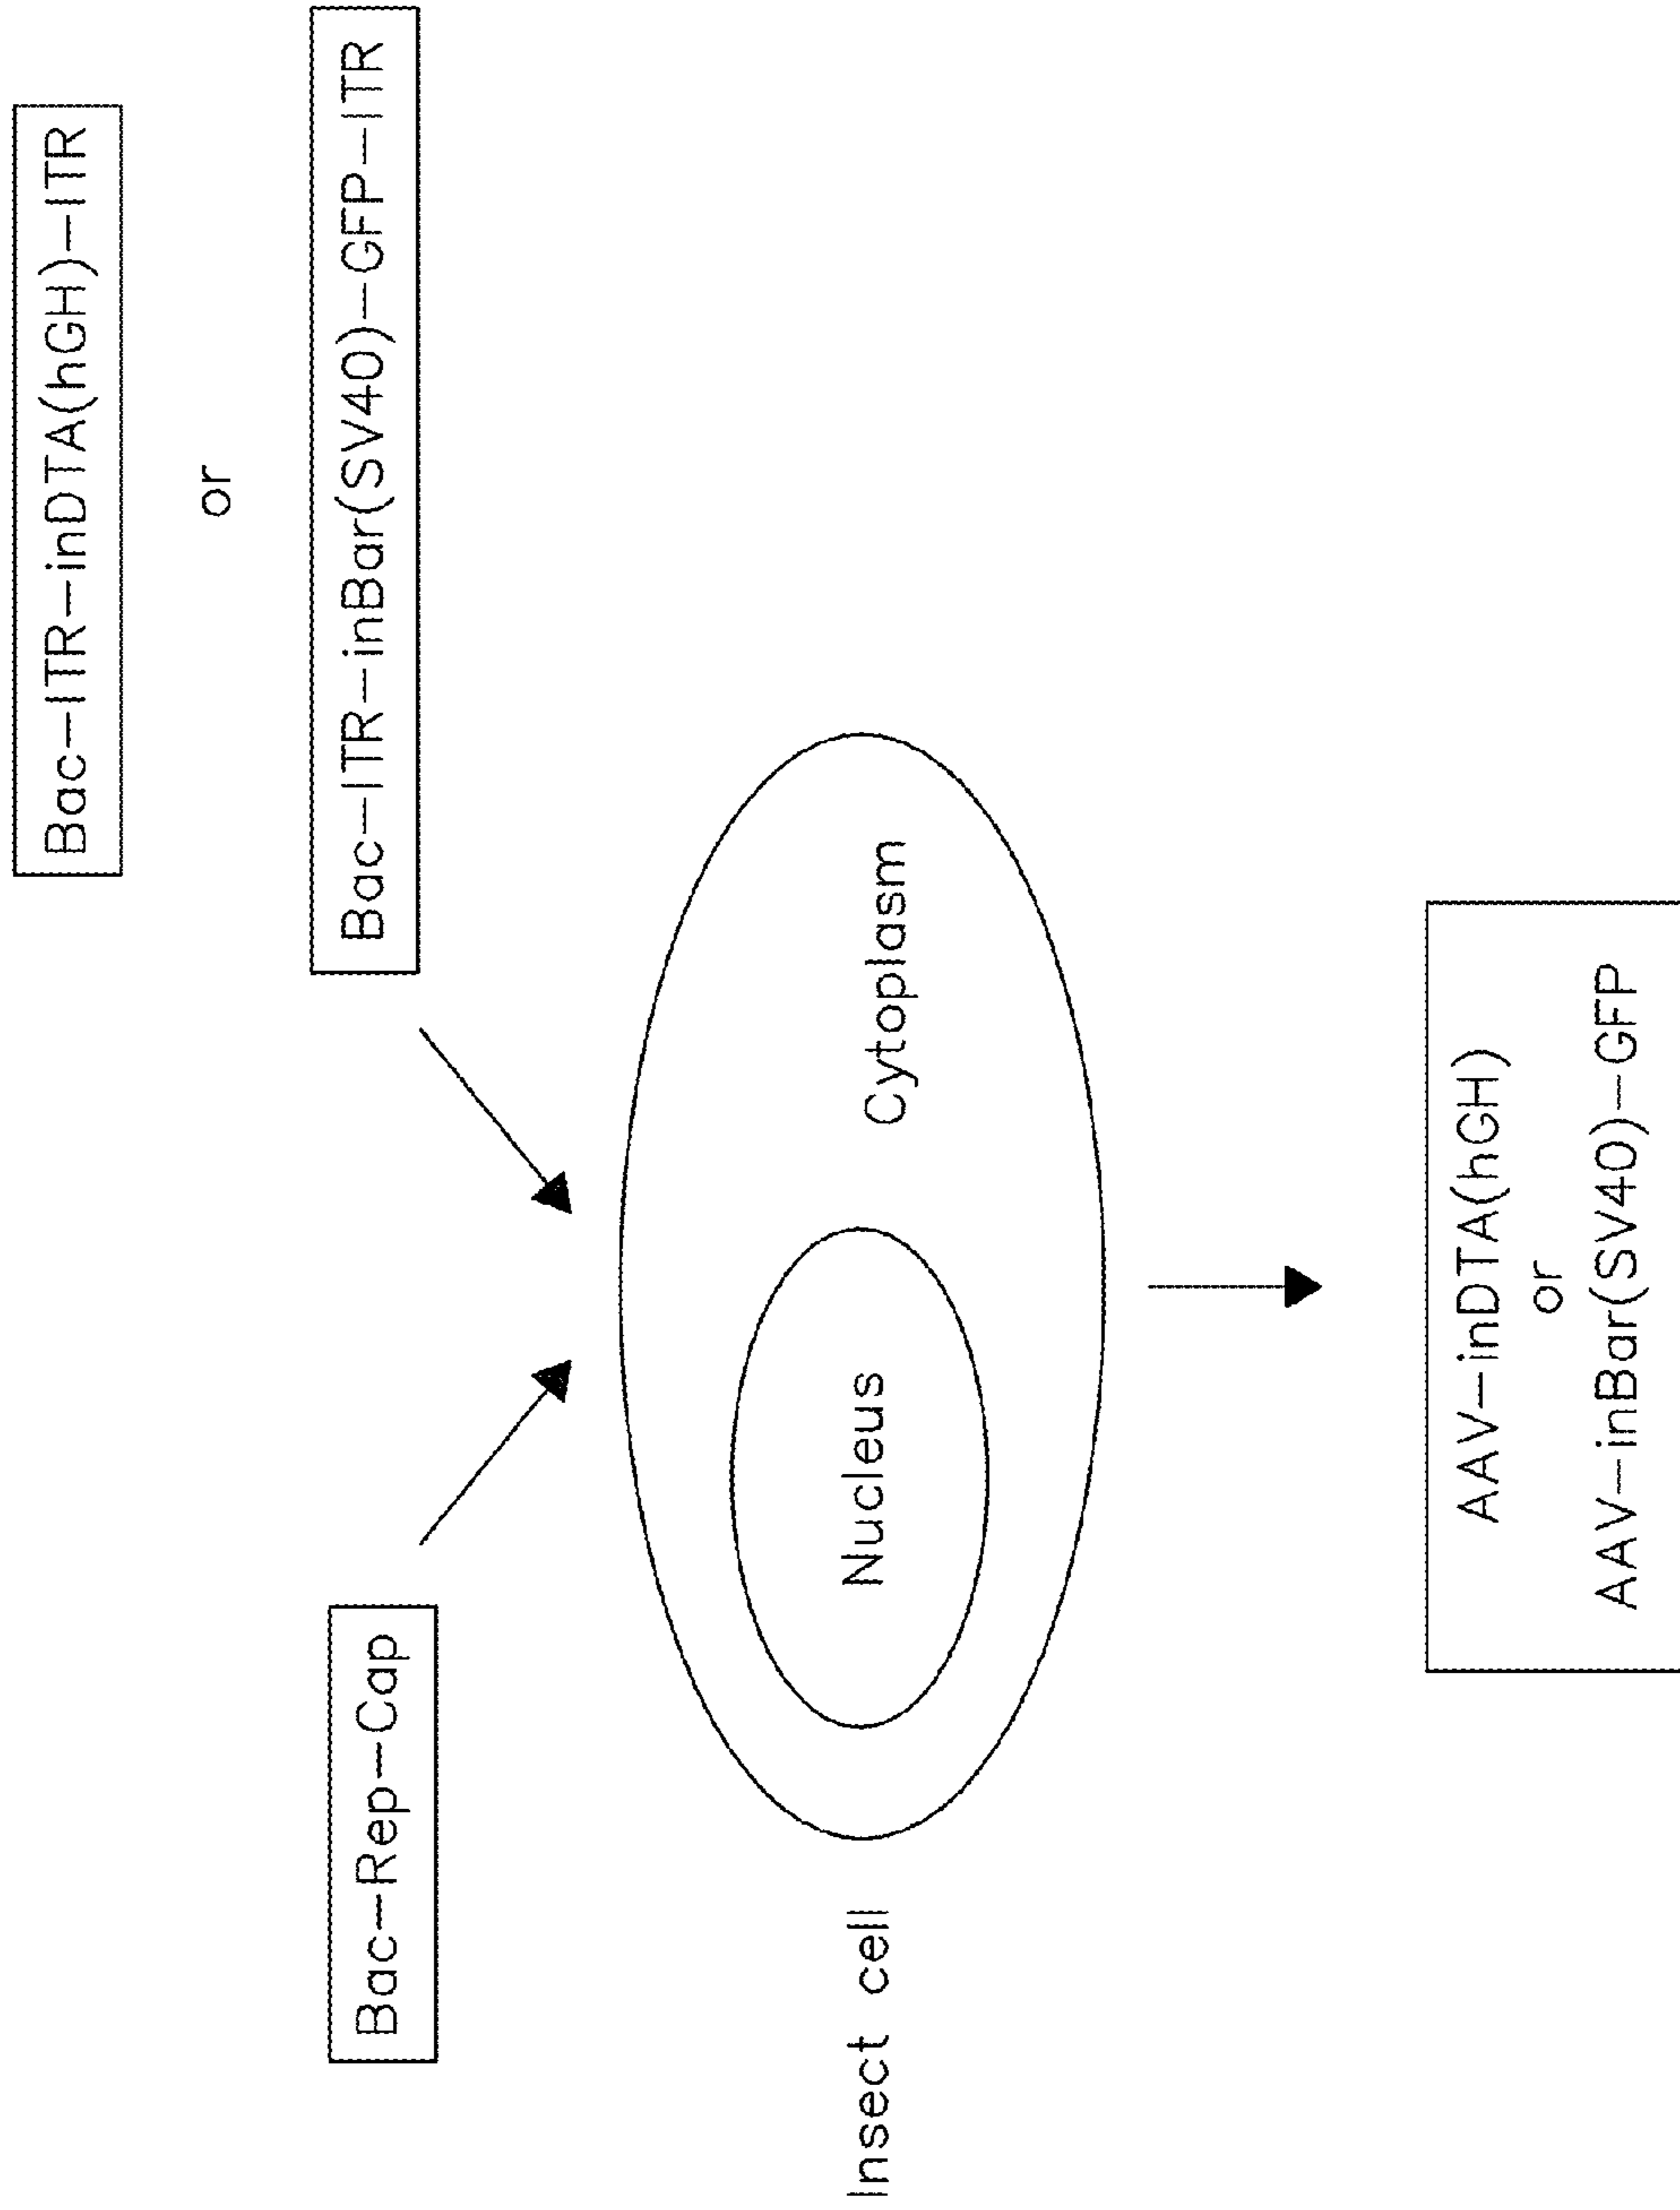 Bac—ITR—inDTA(hGH)—ITR
or
Bac—ITR—inBar(SV40)—GFP—ITR
Bac—Rep—Cap
Insect cell
Nucleus
Cytoplasm
AAV—inDTA(hGH)
or
AAV—inBar(SV40)—GFP